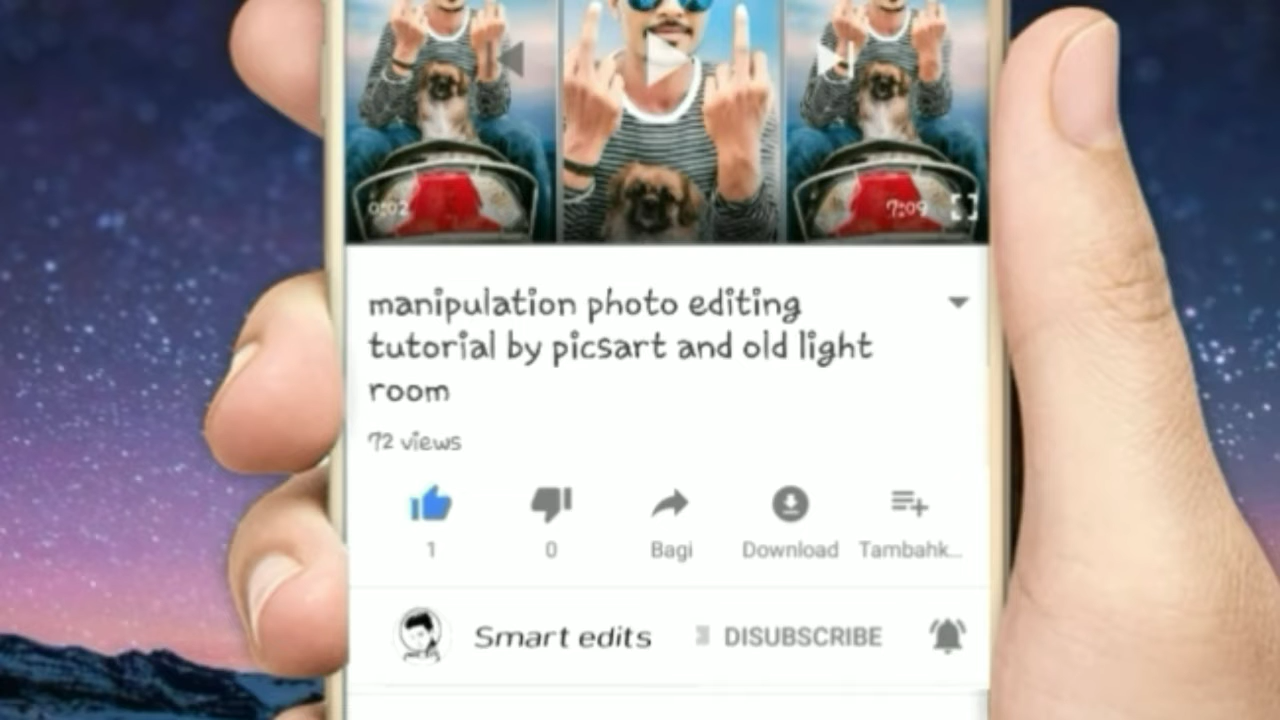 0:02
7:09
manipulation photo editing
tutorial by picsart and old light
room
72 views
1
0
Bagi
Download
Tambahk...
Smart edits
DISUBSCRIBE